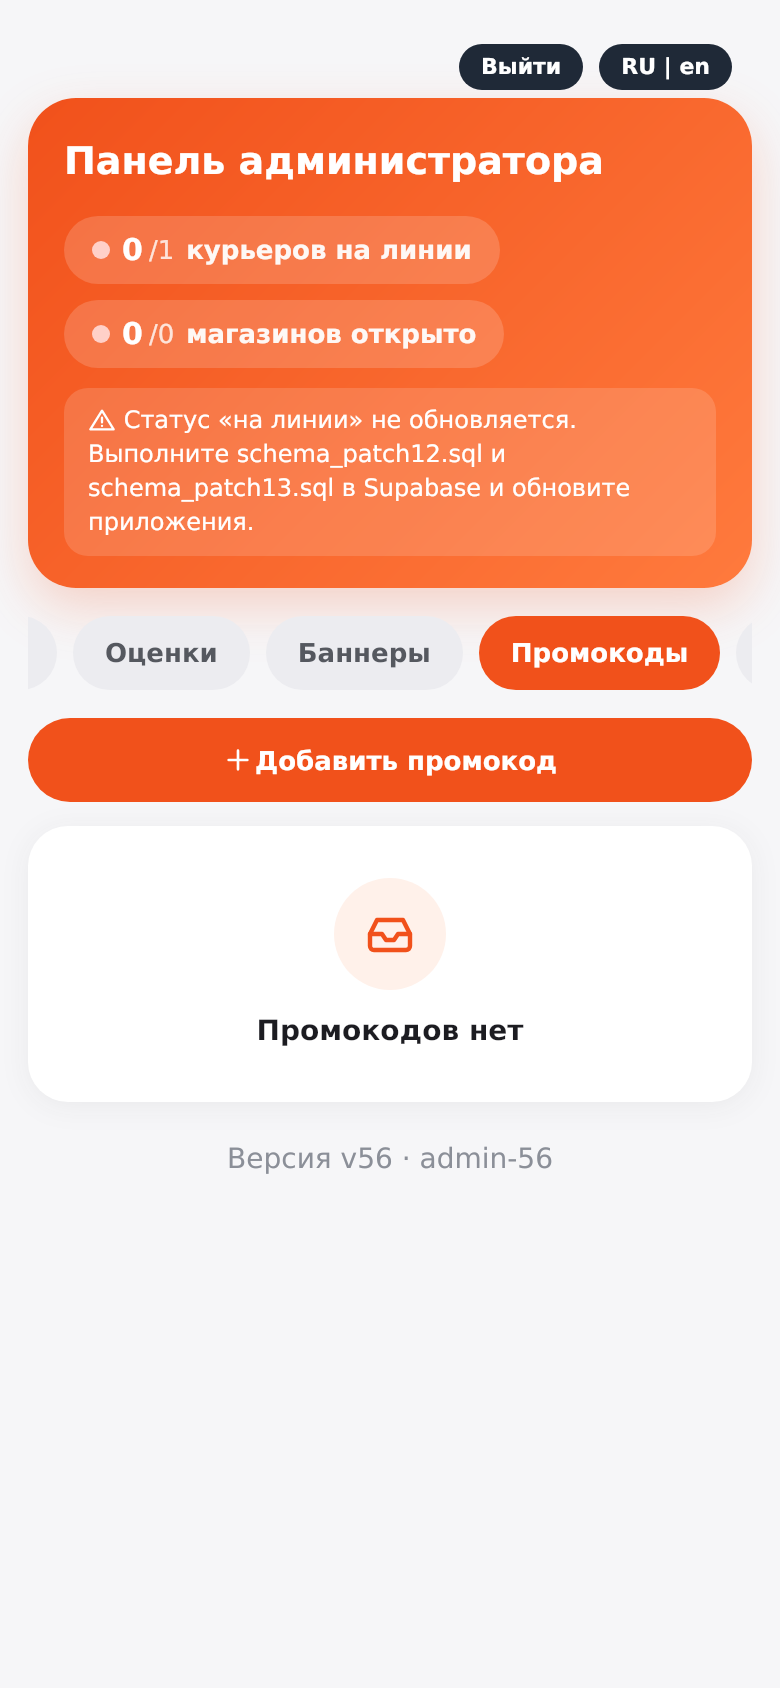 Выйти
RU | en
Панель администратора
0 /1 курьеров на линии
0 /0 магазинов открыто
⚠ Статус «на линии» не обновляется.
Выполните schema_patch12.sql и
schema_patch13.sql в Supabase и обновите
приложения.
Оценки
Баннеры
Промокоды
+ Добавить промокод
Промокодов нет
Версия v56 · admin-56